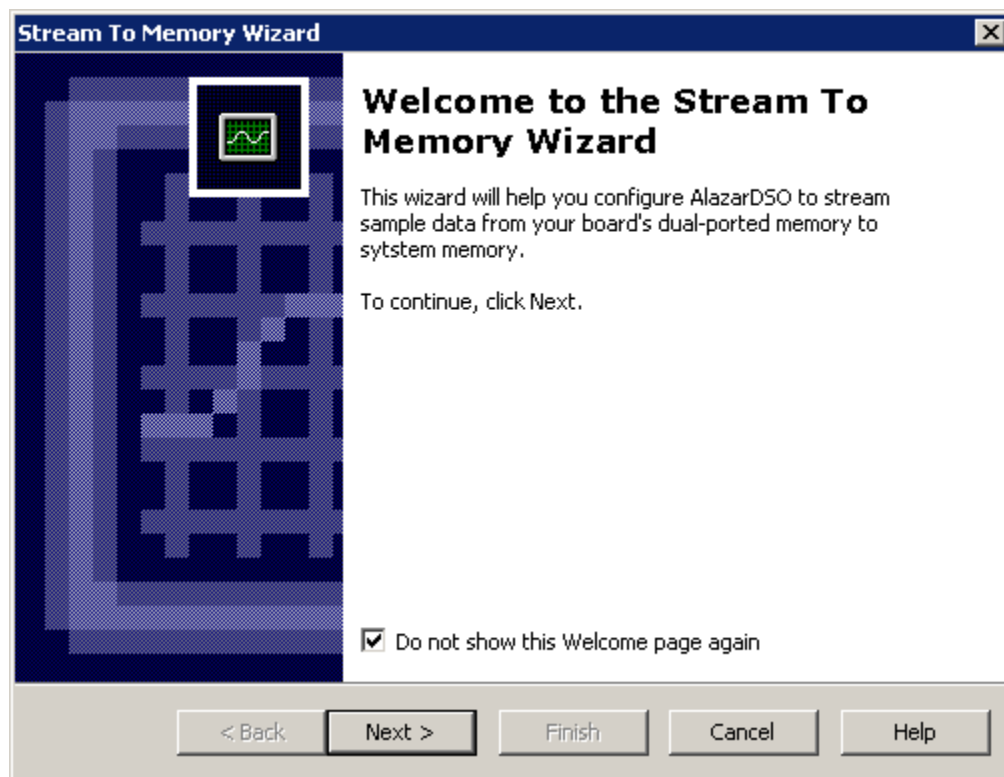 Stream To Memory Wizard
Welcome to the Stream To
Memory Wizard
This wizard will help you configure AlazarDSO to stream
sample data from your board's dual-ported memory to
sytstem memory.
To continue, click Next.
Do not show this Welcome page again
< Back
Next >
Finish
Cancel
Help